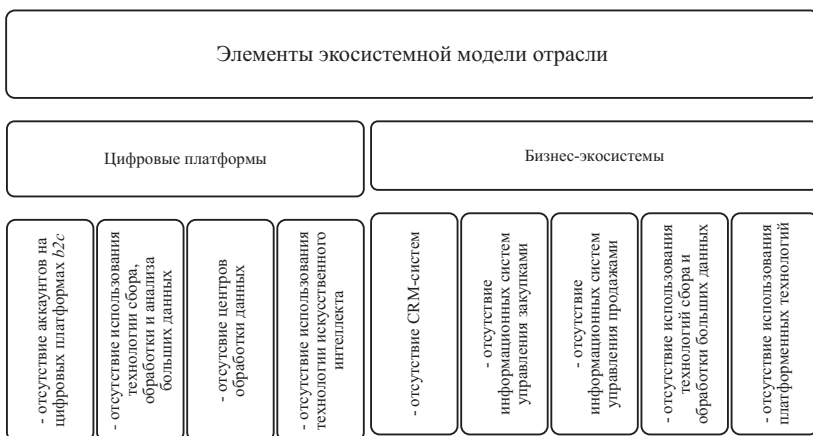 Элементы экосистемной модели отрасли
Цифровые платформы
Бизнес-экосистемы
- отсутствие аккаунтов на
цифровых платформах b2c
- отсутствие использования
технологии сбора,
обработки и анализа
больших данных
- отсутсвие центров
обработки данных
- отсутствие использования
технологии искусственного
интеллекта
- отсутствие CRM-систем
- отсутствие
информационных систем
управления закупками
- отсутствие
информационных систем
управления продажами
- отсутствие использования
технологий сбора и
обработки больших данных
- отсутствие использования
платформенных технологий